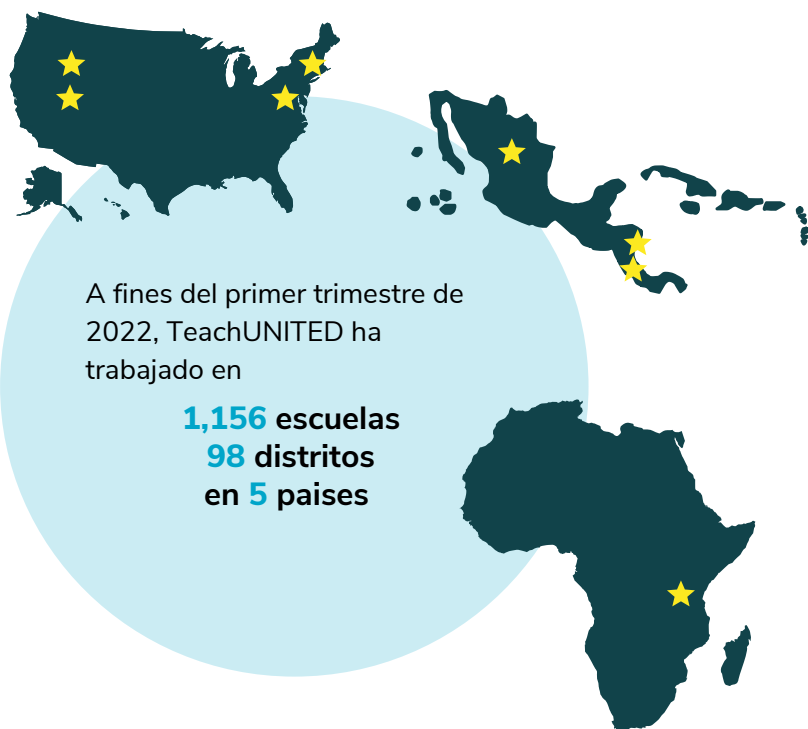 A fines del primer trimestre de
2022, TeachUNITED ha
trabajado en
1,156 escuelas
98 distritos
en 5 paises